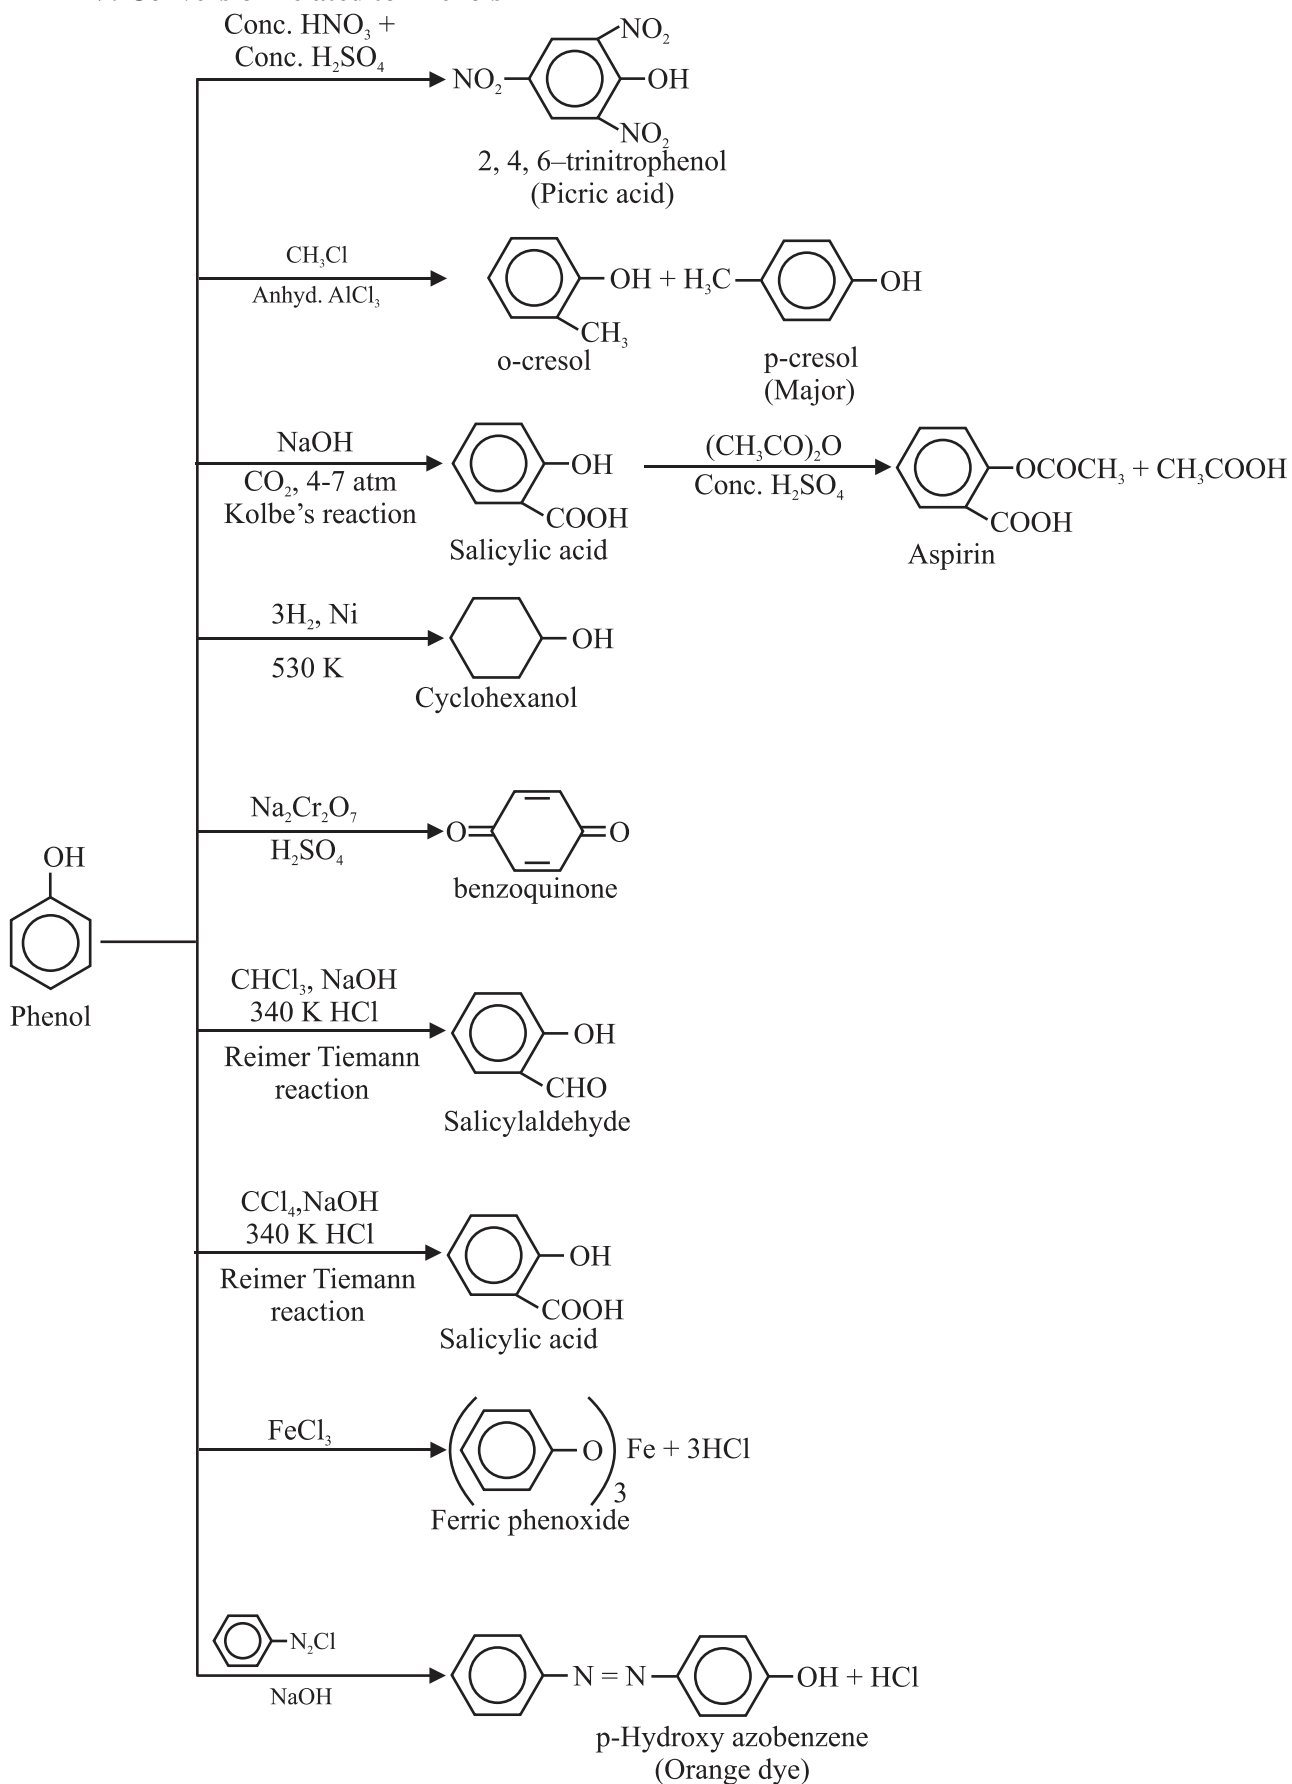 Conc. HNO₃ +
Conc. H₂SO₄
NO₂
NO₂
OH
NO₂
2, 4, 6–trinitrophenol
(Picric acid)
CH₃Cl
Anhyd. AlCl₃
OH + H₃C
OH
CH₃
o-cresol
p-cresol
(Major)
NaOH
CO₂, 4-7 atm
Kolbe's reaction
OH
COOH
Salicylic acid
(CH₃CO)₂O
Conc. H₂SO₄
OCOCH₃ + CH₃COOH
COOH
Aspirin
3H₂, Ni
530 K
OH
Cyclohexanol
Na₂Cr₂O₇
H₂SO₄
O
O
benzoquinone
OH
Phenol
CHCl₃, NaOH
340 K HCl
Reimer Tiemann
reaction
OH
CHO
Salicylaldehyde
CCl₄,NaOH
340 K HCl
Reimer Tiemann
reaction
OH
COOH
Salicylic acid
FeCl₃
O
3
Fe + 3HCl
Ferric phenoxide
N₂Cl
NaOH
N = N
OH + HCl
p-Hydroxy azobenzene
(Orange dye)